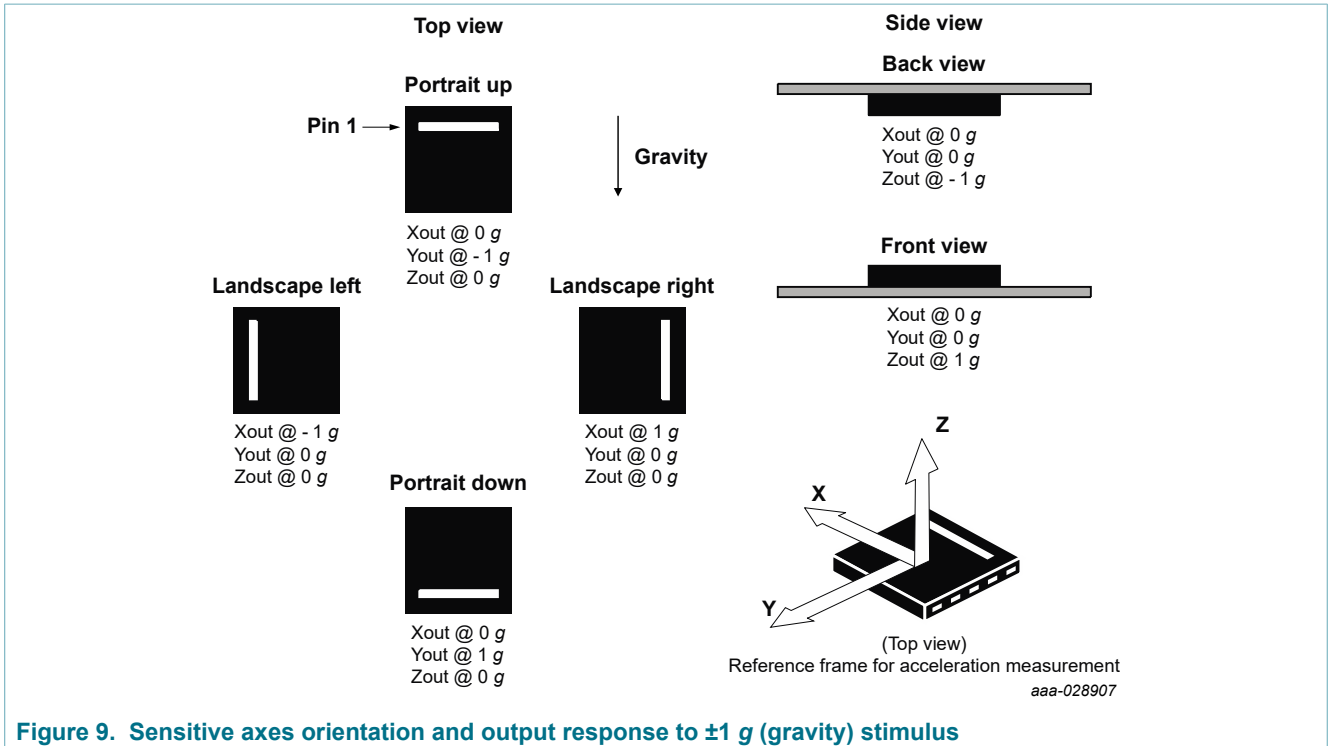 Top view
Side view
Portrait up
Back view
Pin 1
Gravity
Xout @ 0 g
Yout @ 0 g
Zout @ - 1 g
Xout @ 0 g
Yout @ - 1 g
Zout @ 0 g
Front view
Landscape left
Landscape right
Xout @ 0 g
Yout @ 0 g
Zout @ 1 g
Xout @ - 1 g
Yout @ 0 g
Zout @ 0 g
Xout @ 1 g
Yout @ 0 g
Zout @ 0 g
Portrait down
Xout @ 0 g
Yout @ 1 g
Zout @ 0 g
Z
X
Y
(Top view)
Reference frame for acceleration measurement
aaa-028907
Figure 9. Sensitive axes orientation and output response to ±1 g (gravity) stimulus